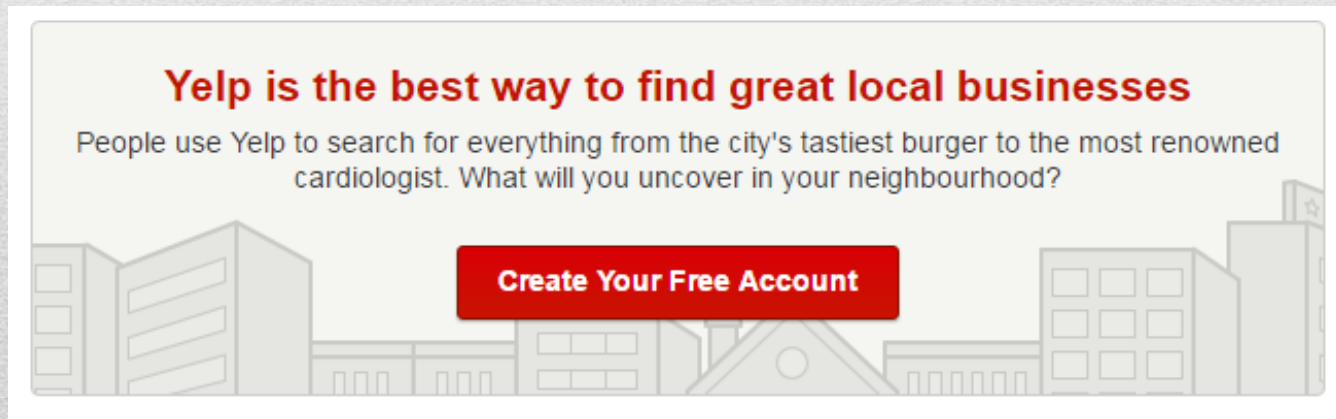 Yelp is the best way to find great local businesses
People use Yelp to search for everything from the city's tastiest burger to the most renowned
cardiologist. What will you uncover in your neighbourhood?
Create Your Free Account